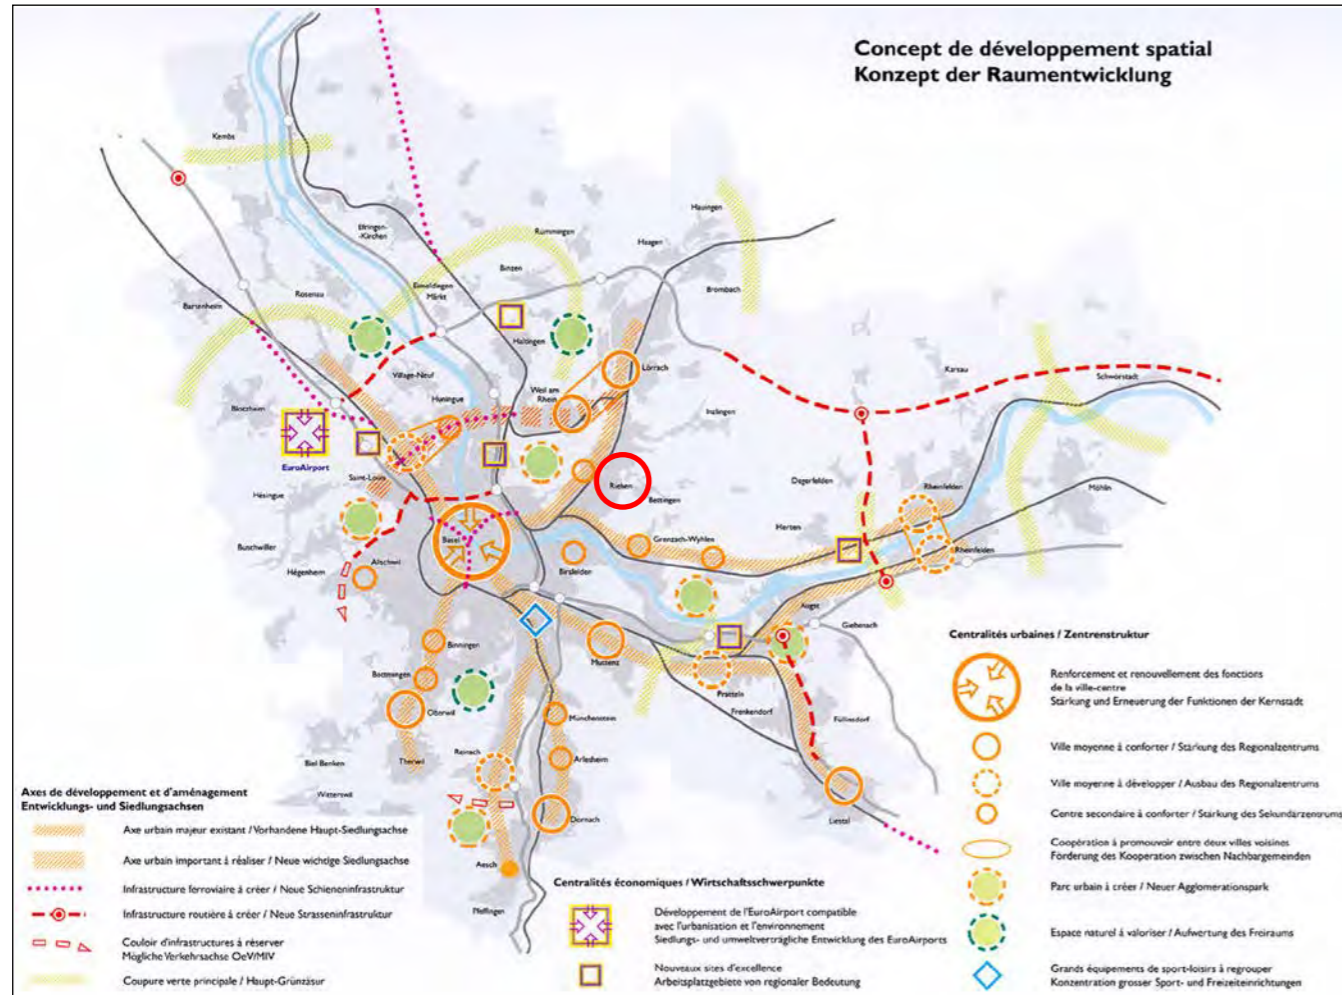 Concept de développement spatial
Konzept der Raumentwicklung
Kembs
Hauingen
Efringen-
-Kirchen
Rümmingen
Haagen
Binzen
Rosenau
Eimeldingen
Märkt
Brombach
Bartenheim
Haltingen
Karsau
Schwörstadt
Village-Neuf
Lörrach
Weil am
Rhein
Huningue
Blotzheim
Inzlingen
EuroAirport
Saint-Louis
Riehen
Degerfelden
Rheinfelden
Möhln
Hésingue
Bettingen
Herten
Buschwiller
Basel
Grenzach-Wyhlen
Rheinfelden
Hégenheim
Allschwil
Birsfelden
Augst
Giebenach
Binningen
Muttenz
Bottmingen
Pratteln
Frenkendorf
Oberwil
Münchenstein
Füllinsdorf
Reinach
Biel Benken
Therwil
Arlesheim
Witterswil
Dornach
Liestal
Aesch
Pfeffingen
Axes de développement et d'aménagement
Entwicklungs- und Siedlungsachsen
Axe urbain majeur existant / Vorhandene Haupt-Siedlungsachse
Axe urbain important à réaliser / Neue wichtige Siedlungsachse
Infrastructure ferroviaire à créer / Neue Schieneninfrastruktur
Infrastructure routière à créer / Neue Strasseninfrastruktur
Couloir d'infrastructures à réserver
Mögliche Verkehrsachse OeV/MIV
Coupure verte principale / Haupt-Grünzäsur
Centralités économiques / Wirtschaftsschwerpunkte
Développement de l'EuroAirport compatible
avec l'urbanisation et l'environnement
Siedlungs- und umweltverträgliche Entwicklung des EuroAirports
Nouveaux sites d'excellence
Arbeitsplatzgebiete von regionaler Bedeutung
Centralités urbaines / Zentrenstruktur
Renforcement et renouvellement des fonctions
de la ville-centre
Stärkung und Erneuerung der Funktionen der Kernstadt
Ville moyenne à conforter / Stärkung des Regionalzentrums
Ville moyenne à développer / Ausbau des Regionalzentrums
Centre secondaire à conforter / Stärkung des Sekundärzentrums
Coopération à promouvoir entre deux villes voisines
Förderung des Kooperation zwischen Nachbargemeinden
Parc urbain à créer / Neuer Agglomerationspark
Espace naturel à valoriser / Aufwertung des Freiraums
Grands équipements de sport-loisirs à regrouper
Konzentration grosser Sport- und Freizeiteinrichtungen